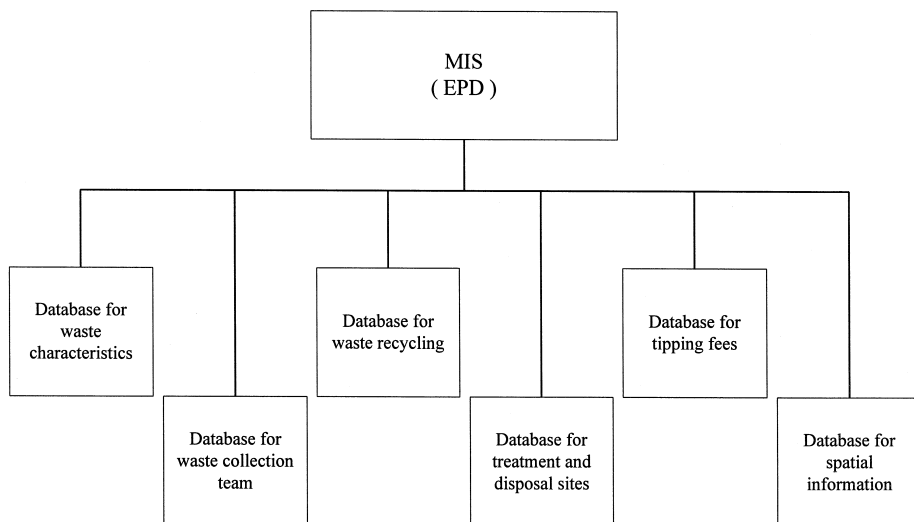 MIS
( EPD )
Database for
waste
characteristics
Database for
waste collection
team
Database for
waste recycling
Database for
treatment and
disposal sites
Database for
tipping fees
Database for
spatial
information